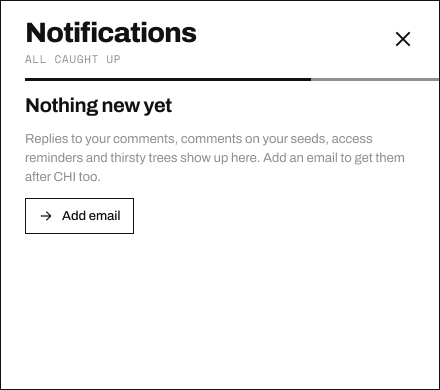 Notifications
ALL CAUGHT UP
Nothing new yet
Replies to your comments, comments on your seeds, access
reminders and thirsty trees show up here. Add an email to get them
after CHI too.
Add email